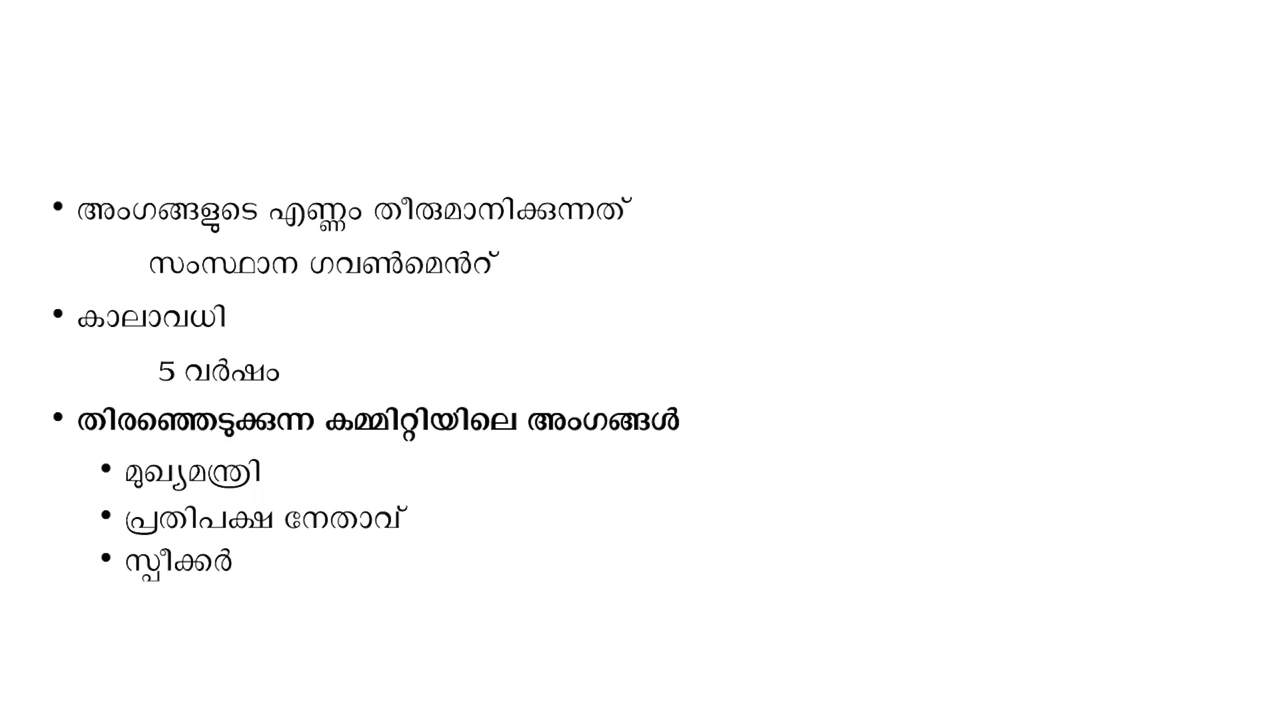 • അംഗങ്ങളുടെ എണ്ണം തീരുമാനിക്കുന്നത്
സംസ്ഥാന ഗവൺമെൻറ്
• കാലാവധി
5 വർഷം
• തിരഞ്ഞെടുക്കുന്ന കമ്മിറ്റിയിലെ അംഗങ്ങൾ
• മുഖ്യമന്ത്രി
• പ്രതിപക്ഷ നേതാവ്
• സ്പീക്കർ